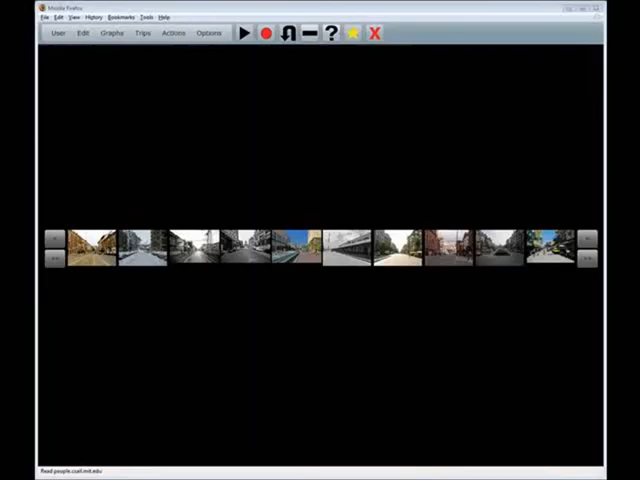 Mozilla Firefox
File Edit View History Bookmarks Tools Help
User Edit Graphs Trips Actions Options
? X
Read people.csail.mit.edu